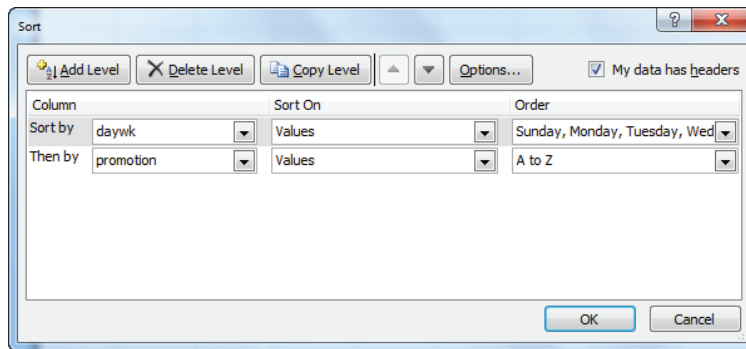 Sort
Add Level Delete Level Copy Level Options... My data has headers
Column Sort On Order
Sort by daywk Values Sunday, Monday, Tuesday, Wed
Then by promotion Values A to Z
OK Cancel